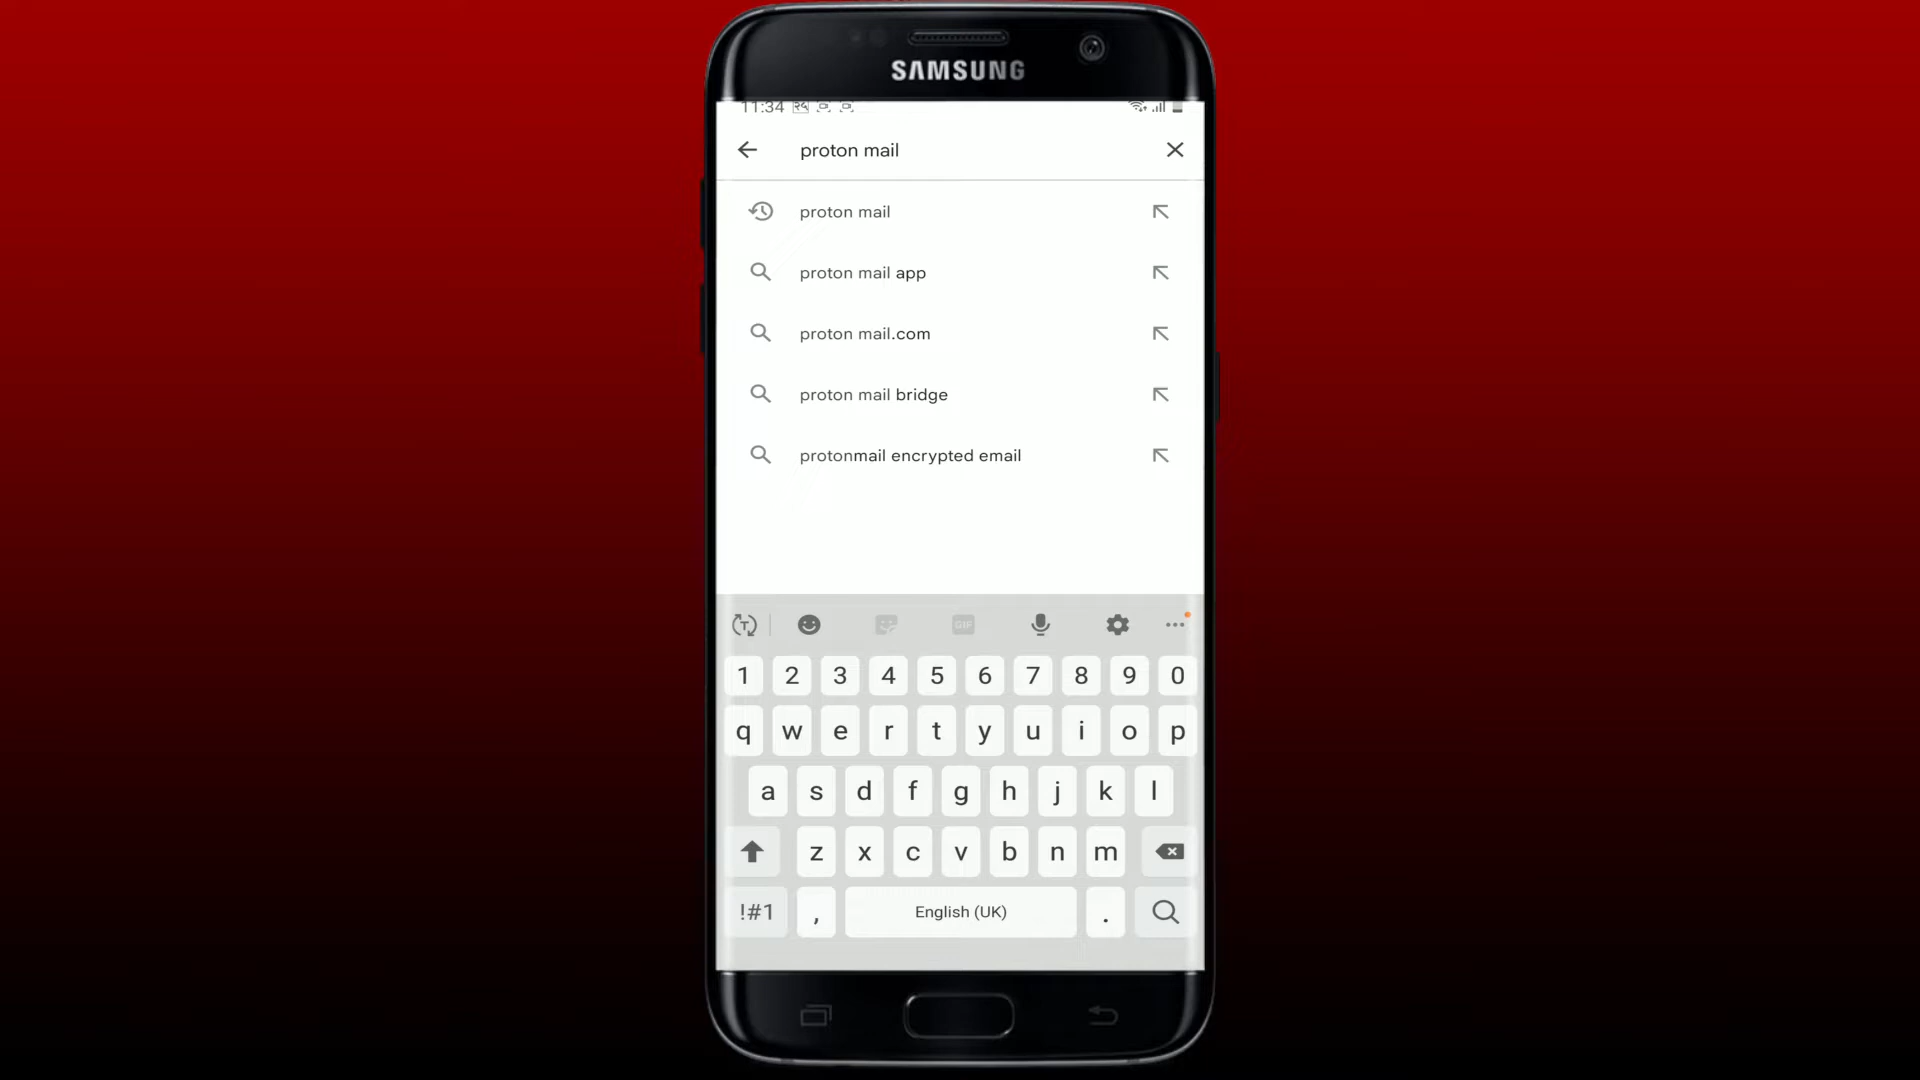 SAMSUNG
11:34
proton mail
proton mail
proton mail app
proton mail.com
proton mail bridge
protonmail encrypted email
T
GIF
1 2 3 4 5 6 7 8 9 0
q w e r t y u i o p
a s d f g h j k l
z x c v b n m
!#1 , English (UK) .